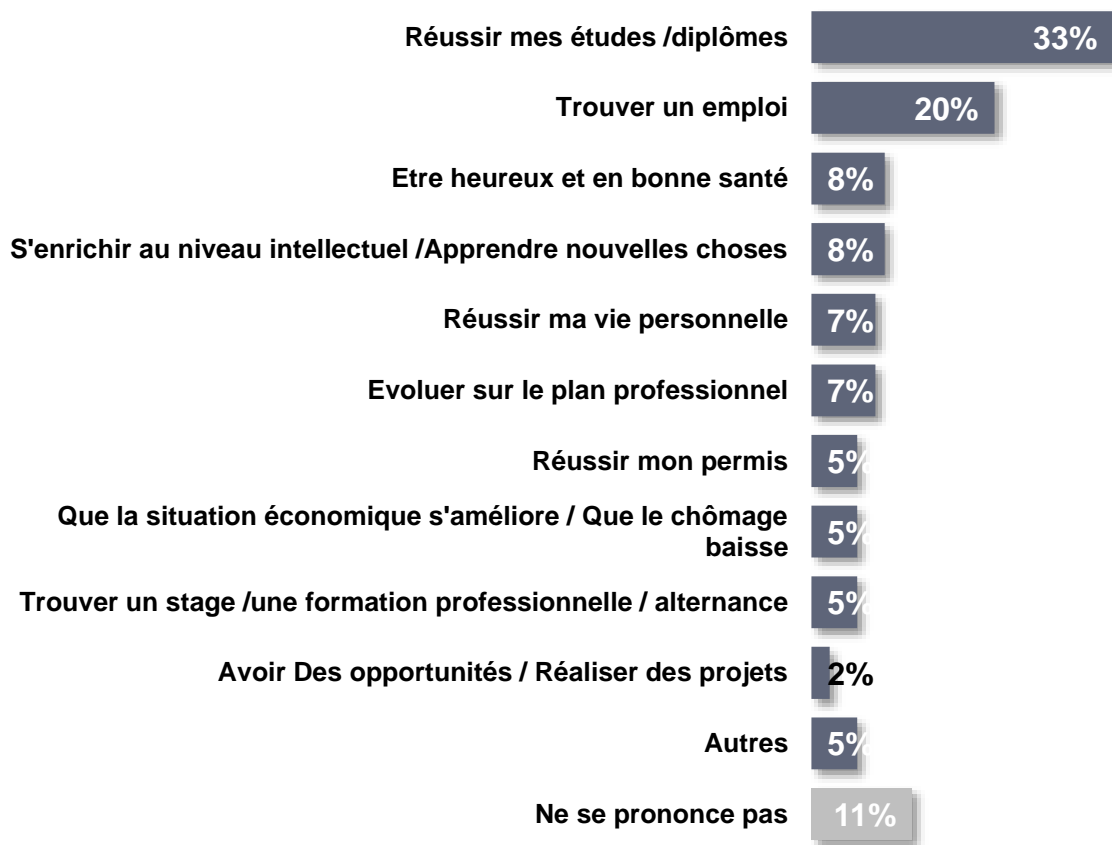 Réussir mes études /diplômes 33%
Trouver un emploi 20%
Etre heureux et en bonne santé 8%
S'enrichir au niveau intellectuel /Apprendre nouvelles choses 8%
Réussir ma vie personnelle 7%
Evoluer sur le plan professionnel 7%
Réussir mon permis 5%
Que la situation économique s'améliore / Que le chômage
baisse 5%
Trouver un stage /une formation professionnelle / alternance 5%
Avoir Des opportunités / Réaliser des projets 2%
Autres 5%
Ne se prononce pas 11%